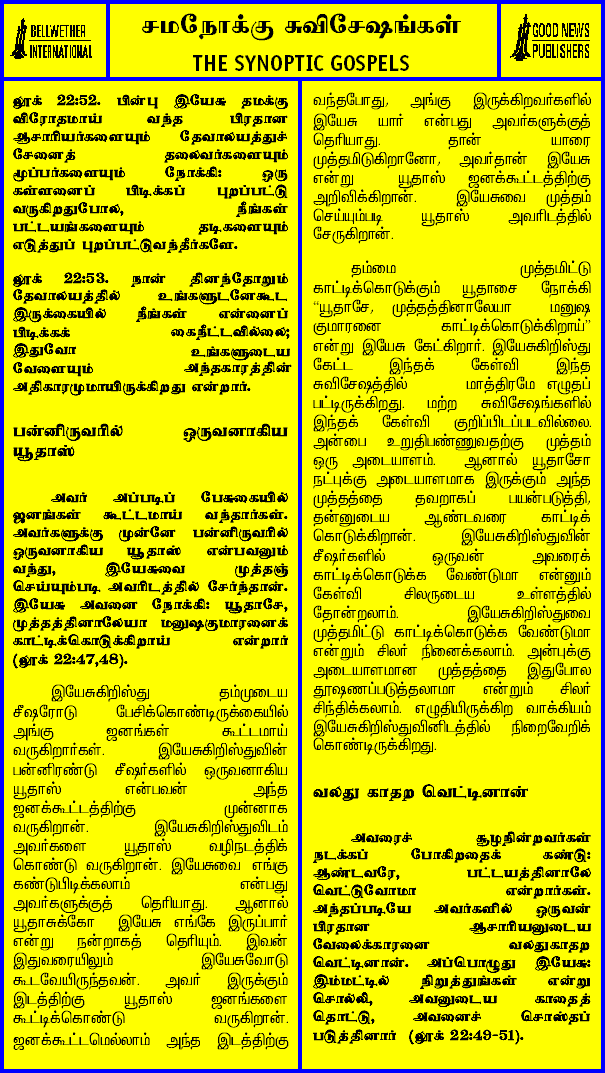 BELLWETHER
INTERNATIONAL
சமநோக்கு சுவிசேஷங்கள்
THE SYNOPTIC GOSPELS
GOOD NEWS
PUBLISHERS
லூக் 22:52. பின்பு இயேசு தமக்கு
விரோதமாய் வந்த பிரதான
ஆசாரியர்களையும் தேவாலயத்துச்
சேனைத் தலைவர்களையும்
மூப்பர்களையும் நோக்கி: ஒரு
கள்ளனைப் பிடிக்கப் புறப்பட்டு
வருகிறதுபோல, நீங்கள்
பட்டயங்களையும் தடிகளையும்
எடுத்துப் புறப்பட்டுவந்தீர்களே.
லூக் 22:53. நான் தினந்தோறும்
தேவாலயத்தில் உங்களுடனேகூட
இருக்கையில் நீங்கள் என்னைப்
பிடிக்கக் கைநீட்டவில்லை;
இதுவோ உங்களுடைய
வேளையும் அந்தகாரத்தின்
அதிகாரமுமாயிருக்கிறது என்றார்.
பன்னிருவரில் ஒருவனாகிய
யூதாஸ்
அவர் அப்படிப் பேசுகையில்
ஜனங்கள் கூட்டமாய் வந்தார்கள்.
அவர்களுக்கு முன்னே பன்னிருவரில்
ஒருவனாகிய யூதாஸ் என்பவனும்
வந்து, இயேசுவை முத்தஞ்
செய்யும்படி அவரிடத்தில் சேர்ந்தான்.
இயேசு அவனை நோக்கி: யூதாசே,
முத்தத்தினாலேயா மனுஷகுமாரனைக்
காட்டிக்கொடுக்கிறாய் என்றார்
(லூக் 22:47,48).
இயேசுகிறிஸ்து தம்முடைய
சீஷரோடு பேசிக்கொண்டிருக்கையில்
அங்கு ஜனங்கள் கூட்டமாய்
வருகிறார்கள். இயேசுகிறிஸ்துவின்
பன்னிரண்டு சீஷர்களில் ஒருவனாகிய
யூதாஸ் என்பவன் அந்த
ஜனக்கூட்டத்திற்கு முன்னாக
வருகிறான். இயேசுகிறிஸ்துவிடம்
அவர்களை யூதாஸ் வழிநடத்திக்
கொண்டு வருகிறான். இயேசுவை எங்கு
கண்டுபிடிக்கலாம் என்பது
அவர்களுக்குத் தெரியாது. ஆனால்
யூதாசுக்கோ இயேசு எங்கே இருப்பார்
என்று நன்றாகத் தெரியும். இவன்
இதுவரையிலும் இயேசுவோடு
கூடவேயிருந்தவன். அவர் இருக்கும்
இடத்திற்கு யூதாஸ் ஜனங்களை
கூட்டிக்கொண்டு வருகிறான்.
ஜனக்கூட்டமெல்லாம் அந்த இடத்திற்கு
வந்தபோது, அங்கு இருக்கிறவர்களில்
இயேசு யார் என்பது அவர்களுக்குத்
தெரியாது. தான் யாரை
முத்தமிடுகிறானோ, அவர்தான் இயேசு
என்று யூதாஸ் ஜனக்கூட்டத்திற்கு
அறிவிக்கிறான். இயேசுவை முத்தம்
செய்யும்படி யூதாஸ் அவரிடத்தில்
சேருகிறான்.
தம்மை முத்தமிட்டு
காட்டிக்கொடுக்கும் யூதாசை நோக்கி
“யூதாசே, முத்தத்தினாலேயோ மனுஷ
குமாரனை காட்டிக்கொடுக்கிறாய்”
என்று இயேசு கேட்கிறார். இயேசுகிறிஸ்து
கேட்ட இந்தக் கேள்வி இந்த
சுவிசேஷத்தில் மாத்திரமே எழுதப்
பட்டிருக்கிறது. மற்ற சுவிசேஷங்களில்
இந்தக் கேள்வி குறிப்பிடப்படவில்லை.
அன்பை உறுதிபண்ணுவதற்கு முத்தம்
ஒரு அடையாளம். ஆனால் யூதாசோ
நட்புக்கு அடையாளமாக இருக்கும் அந்த
முத்தத்தை தவறாகப் பயன்படுத்தி,
தன்னுடைய ஆண்டவரை காட்டிக்
கொடுக்கிறான். இயேசுகிறிஸ்துவின்
சீஷர்களில் ஒருவன் அவரைக்
காட்டிக்கொடுக்க வேண்டுமா என்னும்
கேள்வி சிலருடைய உள்ளத்தில்
தோன்றலாம். இயேசுகிறிஸ்துவை
முத்தமிட்டு காட்டிக்கொடுக்க வேண்டுமா
என்றும் சிலர் நினைக்கலாம். அன்புக்கு
அடையாளமான முத்தத்தை இதுபோல
தூஷணப்படுத்தலாமா என்றும் சிலர்
சிந்திக்கலாம். எழுதியிருக்கிற வாக்கியம்
இயேசுகிறிஸ்துவினிடத்தில் நிறைவேறிக்
கொண்டிருக்கிறது.
வலது காதற வெட்டினான்
அவரைச் சூழநின்றவர்கள்
நடக்கப் போகிறதைக் கண்டு:
ஆண்டவரே, பட்டயத்தினாலே
வெட்டுவோமா என்றார்கள்.
அந்தப்படியே அவர்களில் ஒருவன்
பிரதான ஆசாரியனுடைய
வேலைக்காரனை வலதுகாதற
வெட்டினான். அப்பொழுது இயேசு:
இம்மட்டில் நிறுத்துங்கள் என்று
சொல்லி, அவனுடைய காதைத்
தொட்டு, அவனைச் சொஸ்தப்
படுத்தினார் (லூக் 22:49-51).